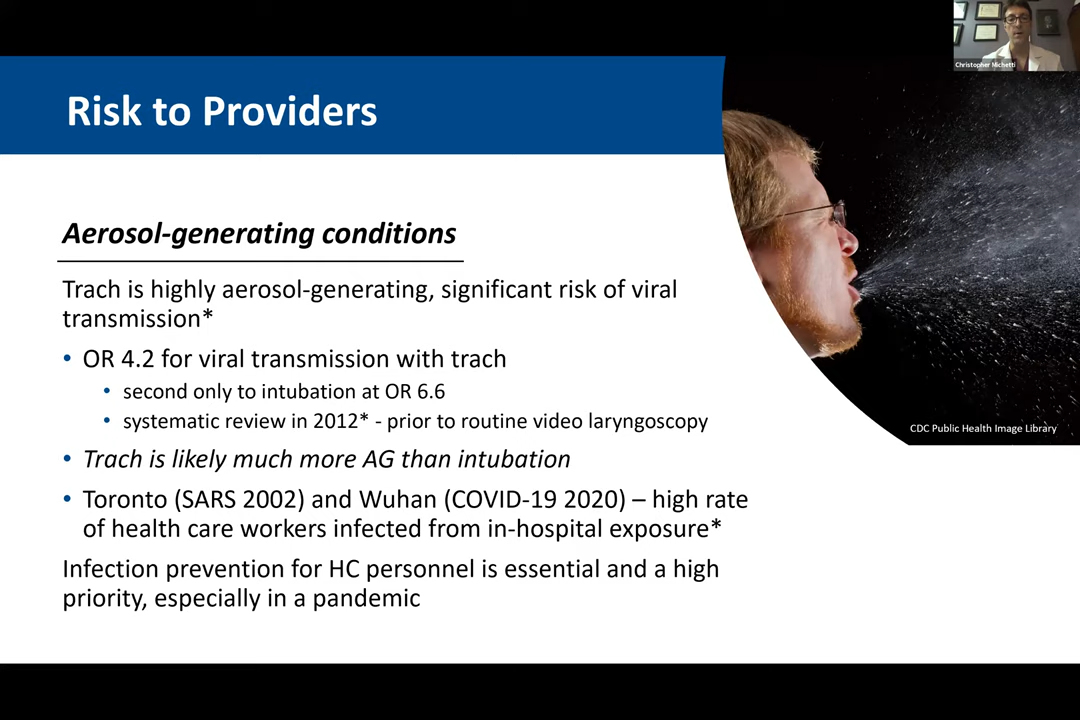 Christopher Michetti
Risk to Providers
Aerosol-generating conditions
Trach is highly aerosol-generating, significant risk of viral
transmission*
• OR 4.2 for viral transmission with trach
• second only to intubation at OR 6.6
• systematic review in 2012* - prior to routine video laryngoscopy
• Trach is likely much more AG than intubation
• Toronto (SARS 2002) and Wuhan (COVID-19 2020) – high rate
of health care workers infected from in-hospital exposure*
Infection prevention for HC personnel is essential and a high
priority, especially in a pandemic
CDC Public Health Image Library